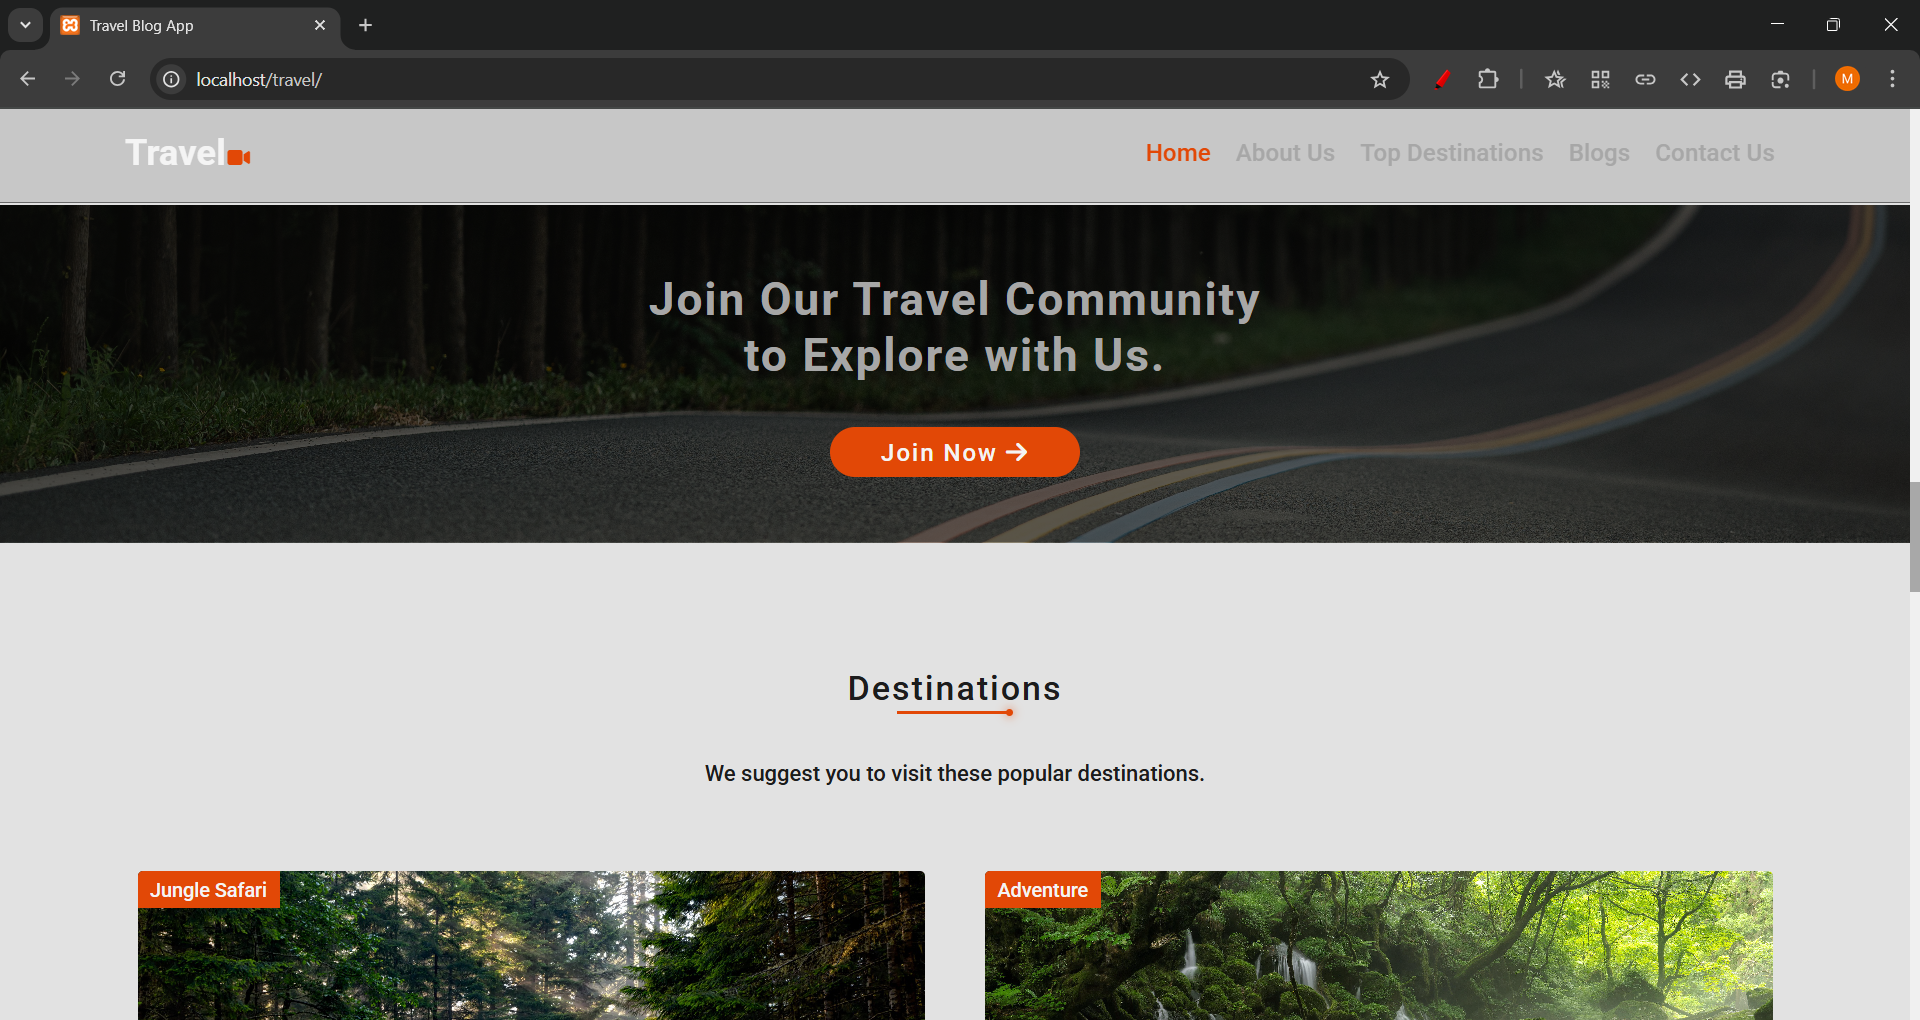 Travel Blog App
localhost/travel/
M
Travel
Home About Us Top Destinations Blogs Contact Us
Join Our Travel Community
to Explore with Us.
Join Now
Destinations
We suggest you to visit these popular destinations.
Jungle Safari
Adventure